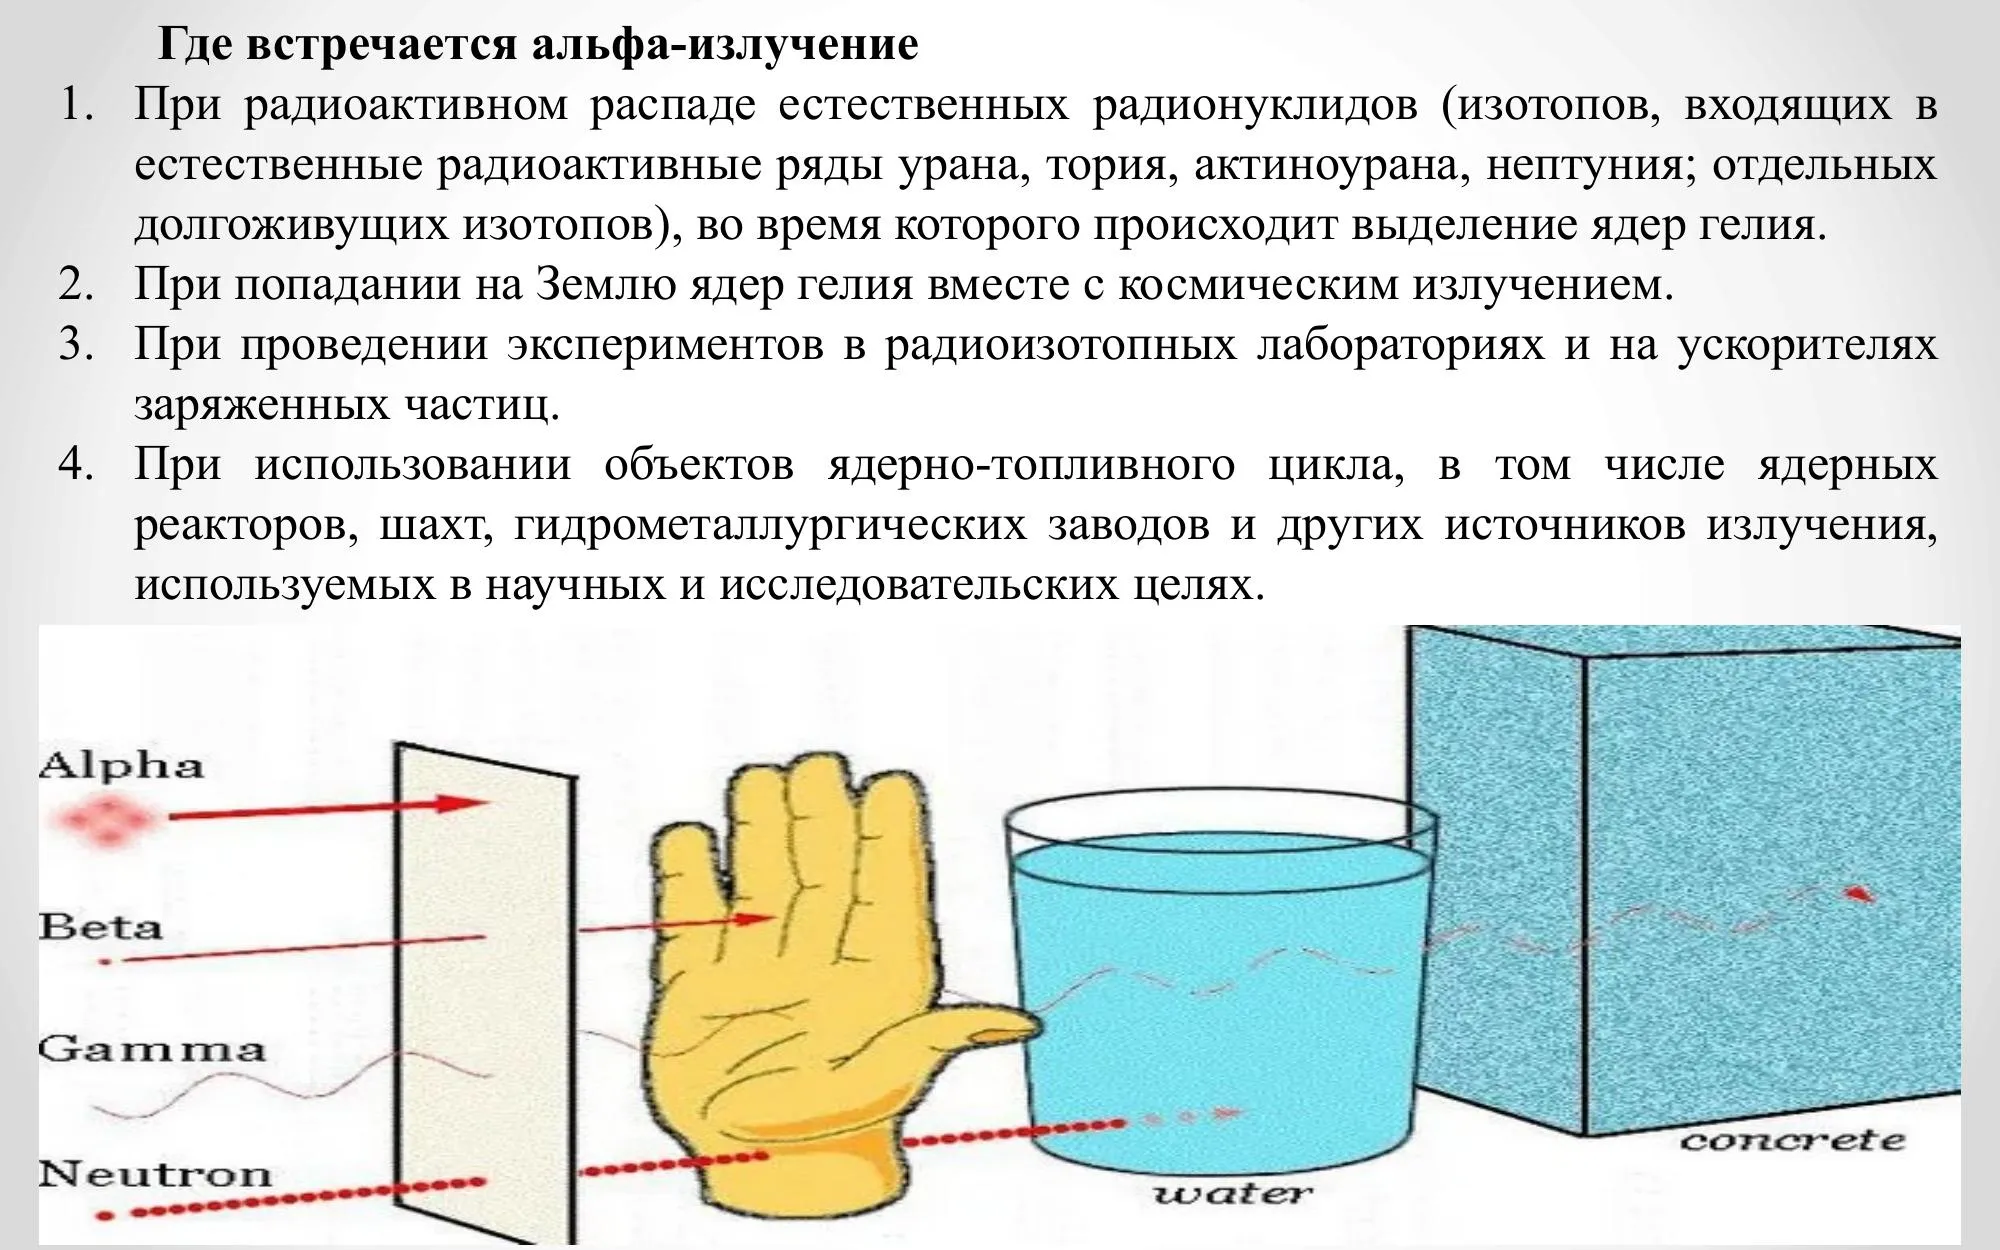 Где встречается альфа-излучение
1. При радиоактивном распаде естественных радионуклидов (изотопов, входящих в
естественные радиоактивные ряды урана, тория, актиноурана, нептуния; отдельных
долгоживущих изотопов), во время которого происходит выделение ядер гелия.
2. При попадании на Землю ядер гелия вместе с космическим излучением.
3. При проведении экспериментов в радиоизотопных лабораториях и на ускорителях
заряженных частиц.
4. При использовании объектов ядерно-топливного цикла, в том числе ядерных
реакторов, шахт, гидрометаллургических заводов и других источников излучения,
используемых в научных и исследовательских целях.
Alpha
Beta
Gamma
Neutron
water
concrete